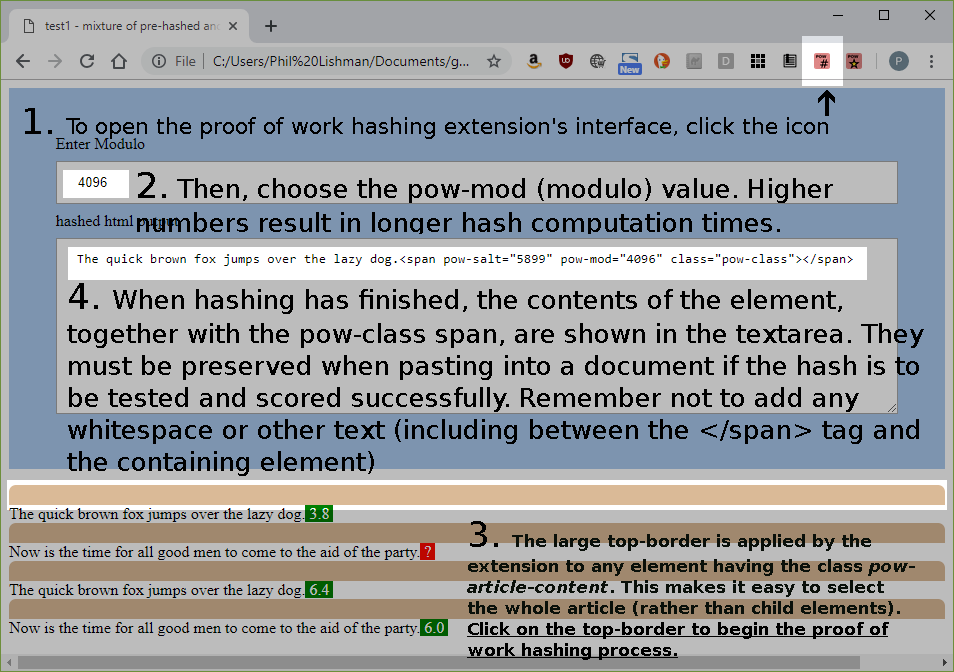 test1 - mixture of pre-hashed an
File C:/Users/Phil%20Lishman/Documents/g...
New
POW
#
POW
D
P
1. To open the proof of work hashing extension's interface, click the icon
Enter Modulo
4096
2. Then, choose the pow-mod (modulo) value. Higher
numbers result in longer hash computation times.
hashed html output
The quick brown fox jumps over the lazy dog.<span pow-salt="5899" pow-mod="4096" class="pow-class"></span>
4. When hashing has finished, the contents of the element,
together with the pow-class span, are shown in the textarea. They
must be preserved when pasting into a document if the hash is to
be tested and scored successfully. Remember not to add any
whitespace or other text (including between the </span> tag and
the containing element)
The quick brown fox jumps over the lazy dog. 3.8
Now is the time for all good men to come to the aid of the party. ?
The quick brown fox jumps over the lazy dog. 6.4
Now is the time for all good men to come to the aid of the party. 6.0
3. The large top-border is applied by the
extension to any element having the class pow-
article-content. This makes it easy to select
the whole article (rather than child elements).
Click on the top-border to begin the proof of
work hashing process.